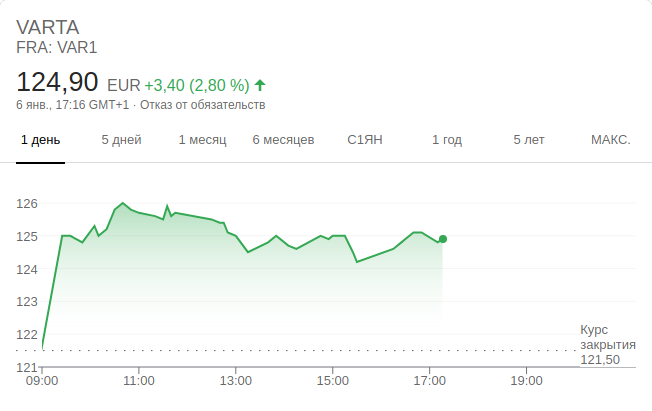 VARTA
FRA: VAR1
124,90 EUR +3,40 (2,80 %)
6 янв., 17:16 GMT+1 · Отказ от обязательств
1 день 5 дней 1 месяц 6 месяцев С1ЯН 1 год 5 лет МАКС.
126
125
124
123
122
121
Курс
закрытия
121,50
09:00 11:00 13:00 15:00 17:00 19:00